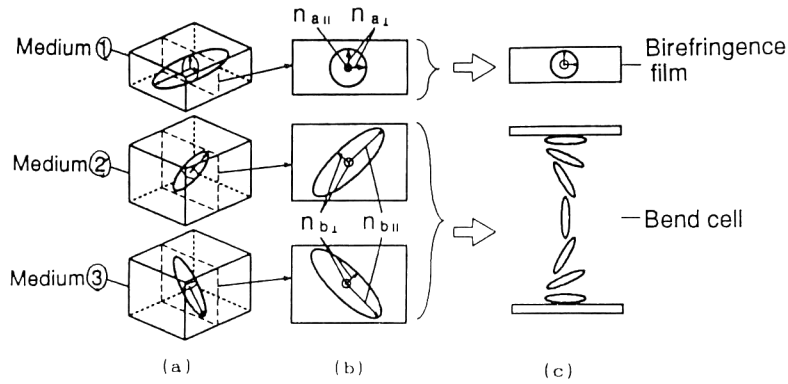 Medium①
Medium②
Medium③
n a∥
n a⊥
n b⊥
n b∥
Birefringence
film
Bend cell
(a)
(b)
(c)